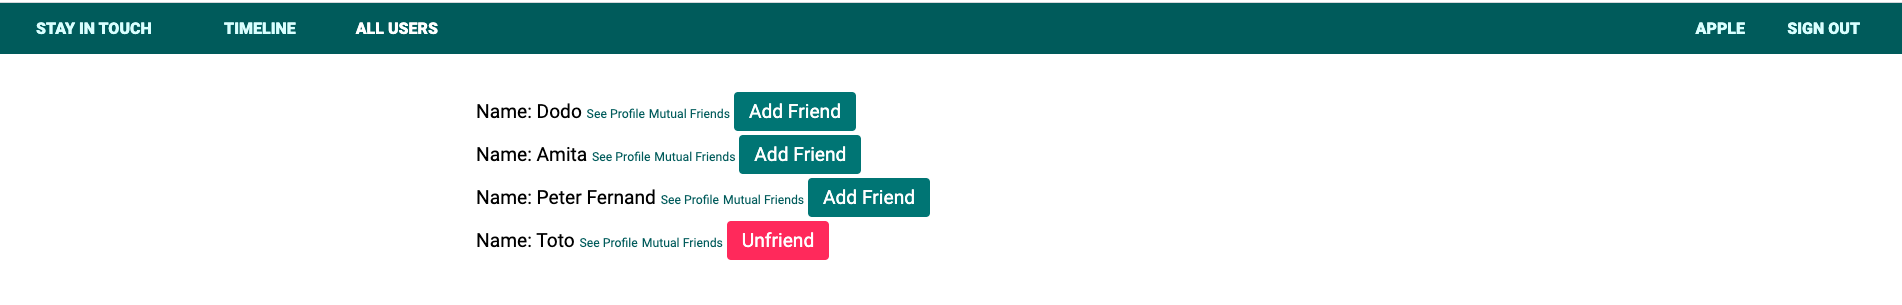 STAY IN TOUCH TIMELINE ALL USERS APPLE SIGN OUT
Name: Dodo See Profile Mutual Friends Add Friend
Name: Amita See Profile Mutual Friends Add Friend
Name: Peter Fernand See Profile Mutual Friends Add Friend
Name: Toto See Profile Mutual Friends Unfriend